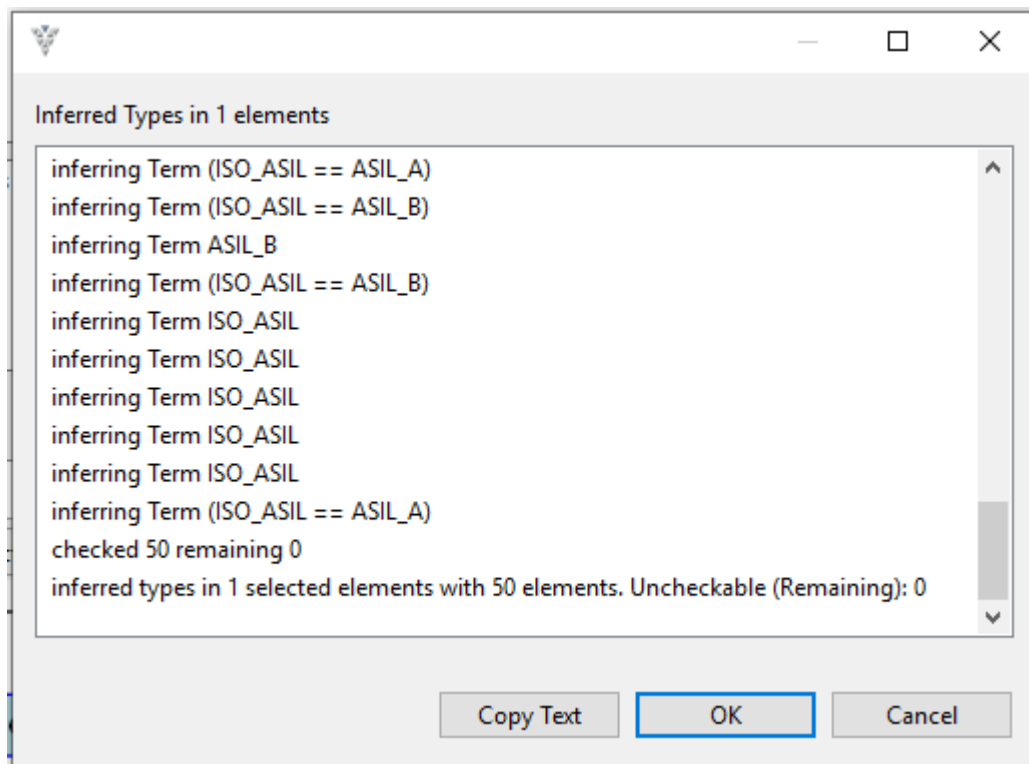 Inferred Types in 1 elements
inferring Term (ISO_ASIL == ASIL_A)
inferring Term (ISO_ASIL == ASIL_B)
inferring Term ASIL_B
inferring Term (ISO_ASIL == ASIL_B)
inferring Term ISO_ASIL
inferring Term ISO_ASIL
inferring Term ISO_ASIL
inferring Term ISO_ASIL
inferring Term ISO_ASIL
inferring Term (ISO_ASIL == ASIL_A)
checked 50 remaining 0
inferred types in 1 selected elements with 50 elements. Uncheckable (Remaining): 0
Copy Text OK Cancel